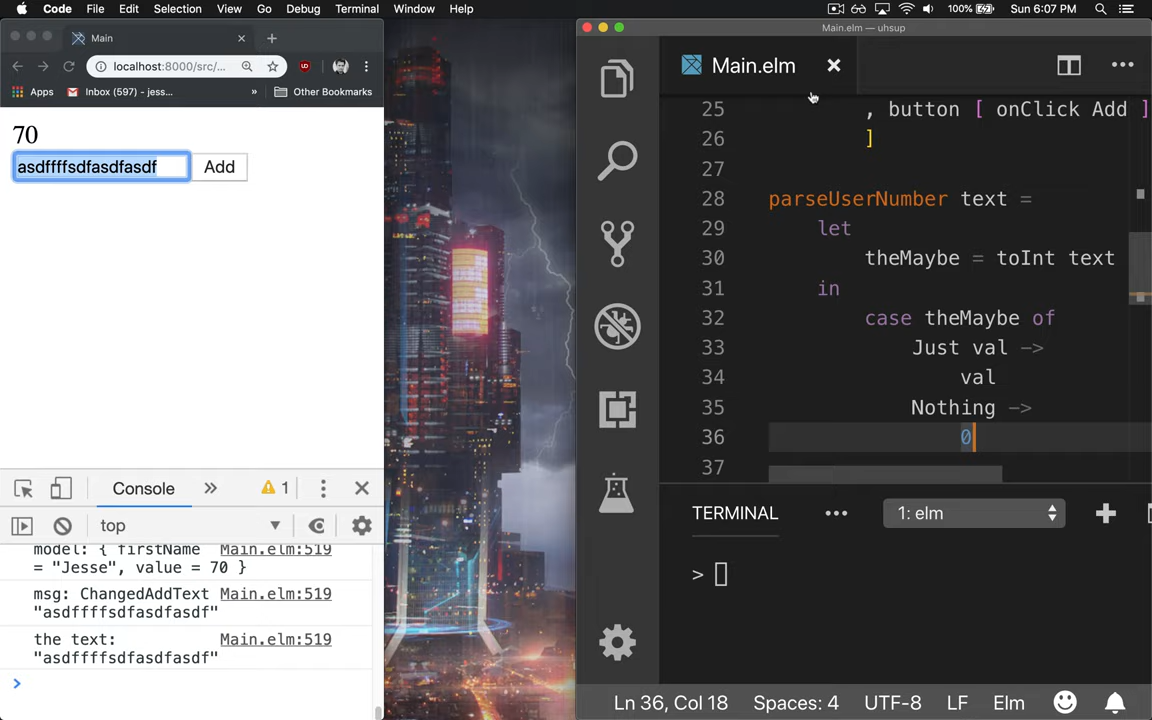 Code File Edit Selection View Go Debug Terminal Window Help 100% Sun 6:07 PM
Main
localhost:8000/src/...
Apps Inbox (597) - jess... » Other Bookmarks
70
asdffffsdfasdfasdf Add
Console » 1
top
model: { firstName Main.elm:519
= "Jesse", value = 70 }
msg: ChangedAddText Main.elm:519
"asdffffsdfasdfasdf"
the text: Main.elm:519
"asdffffsdfasdfasdf"
>
Main.elm — uhsup
Main.elm
25 , button [ onClick Add ]
26 ]
27
28 parseUserNumber text =
29 let
30 theMaybe = toInt text
31 in
32 case theMaybe of
33 Just val ->
34 val
35 Nothing ->
36 0
37
TERMINAL ... 1: elm
>
Ln 36, Col 18 Spaces: 4 UTF-8 LF Elm